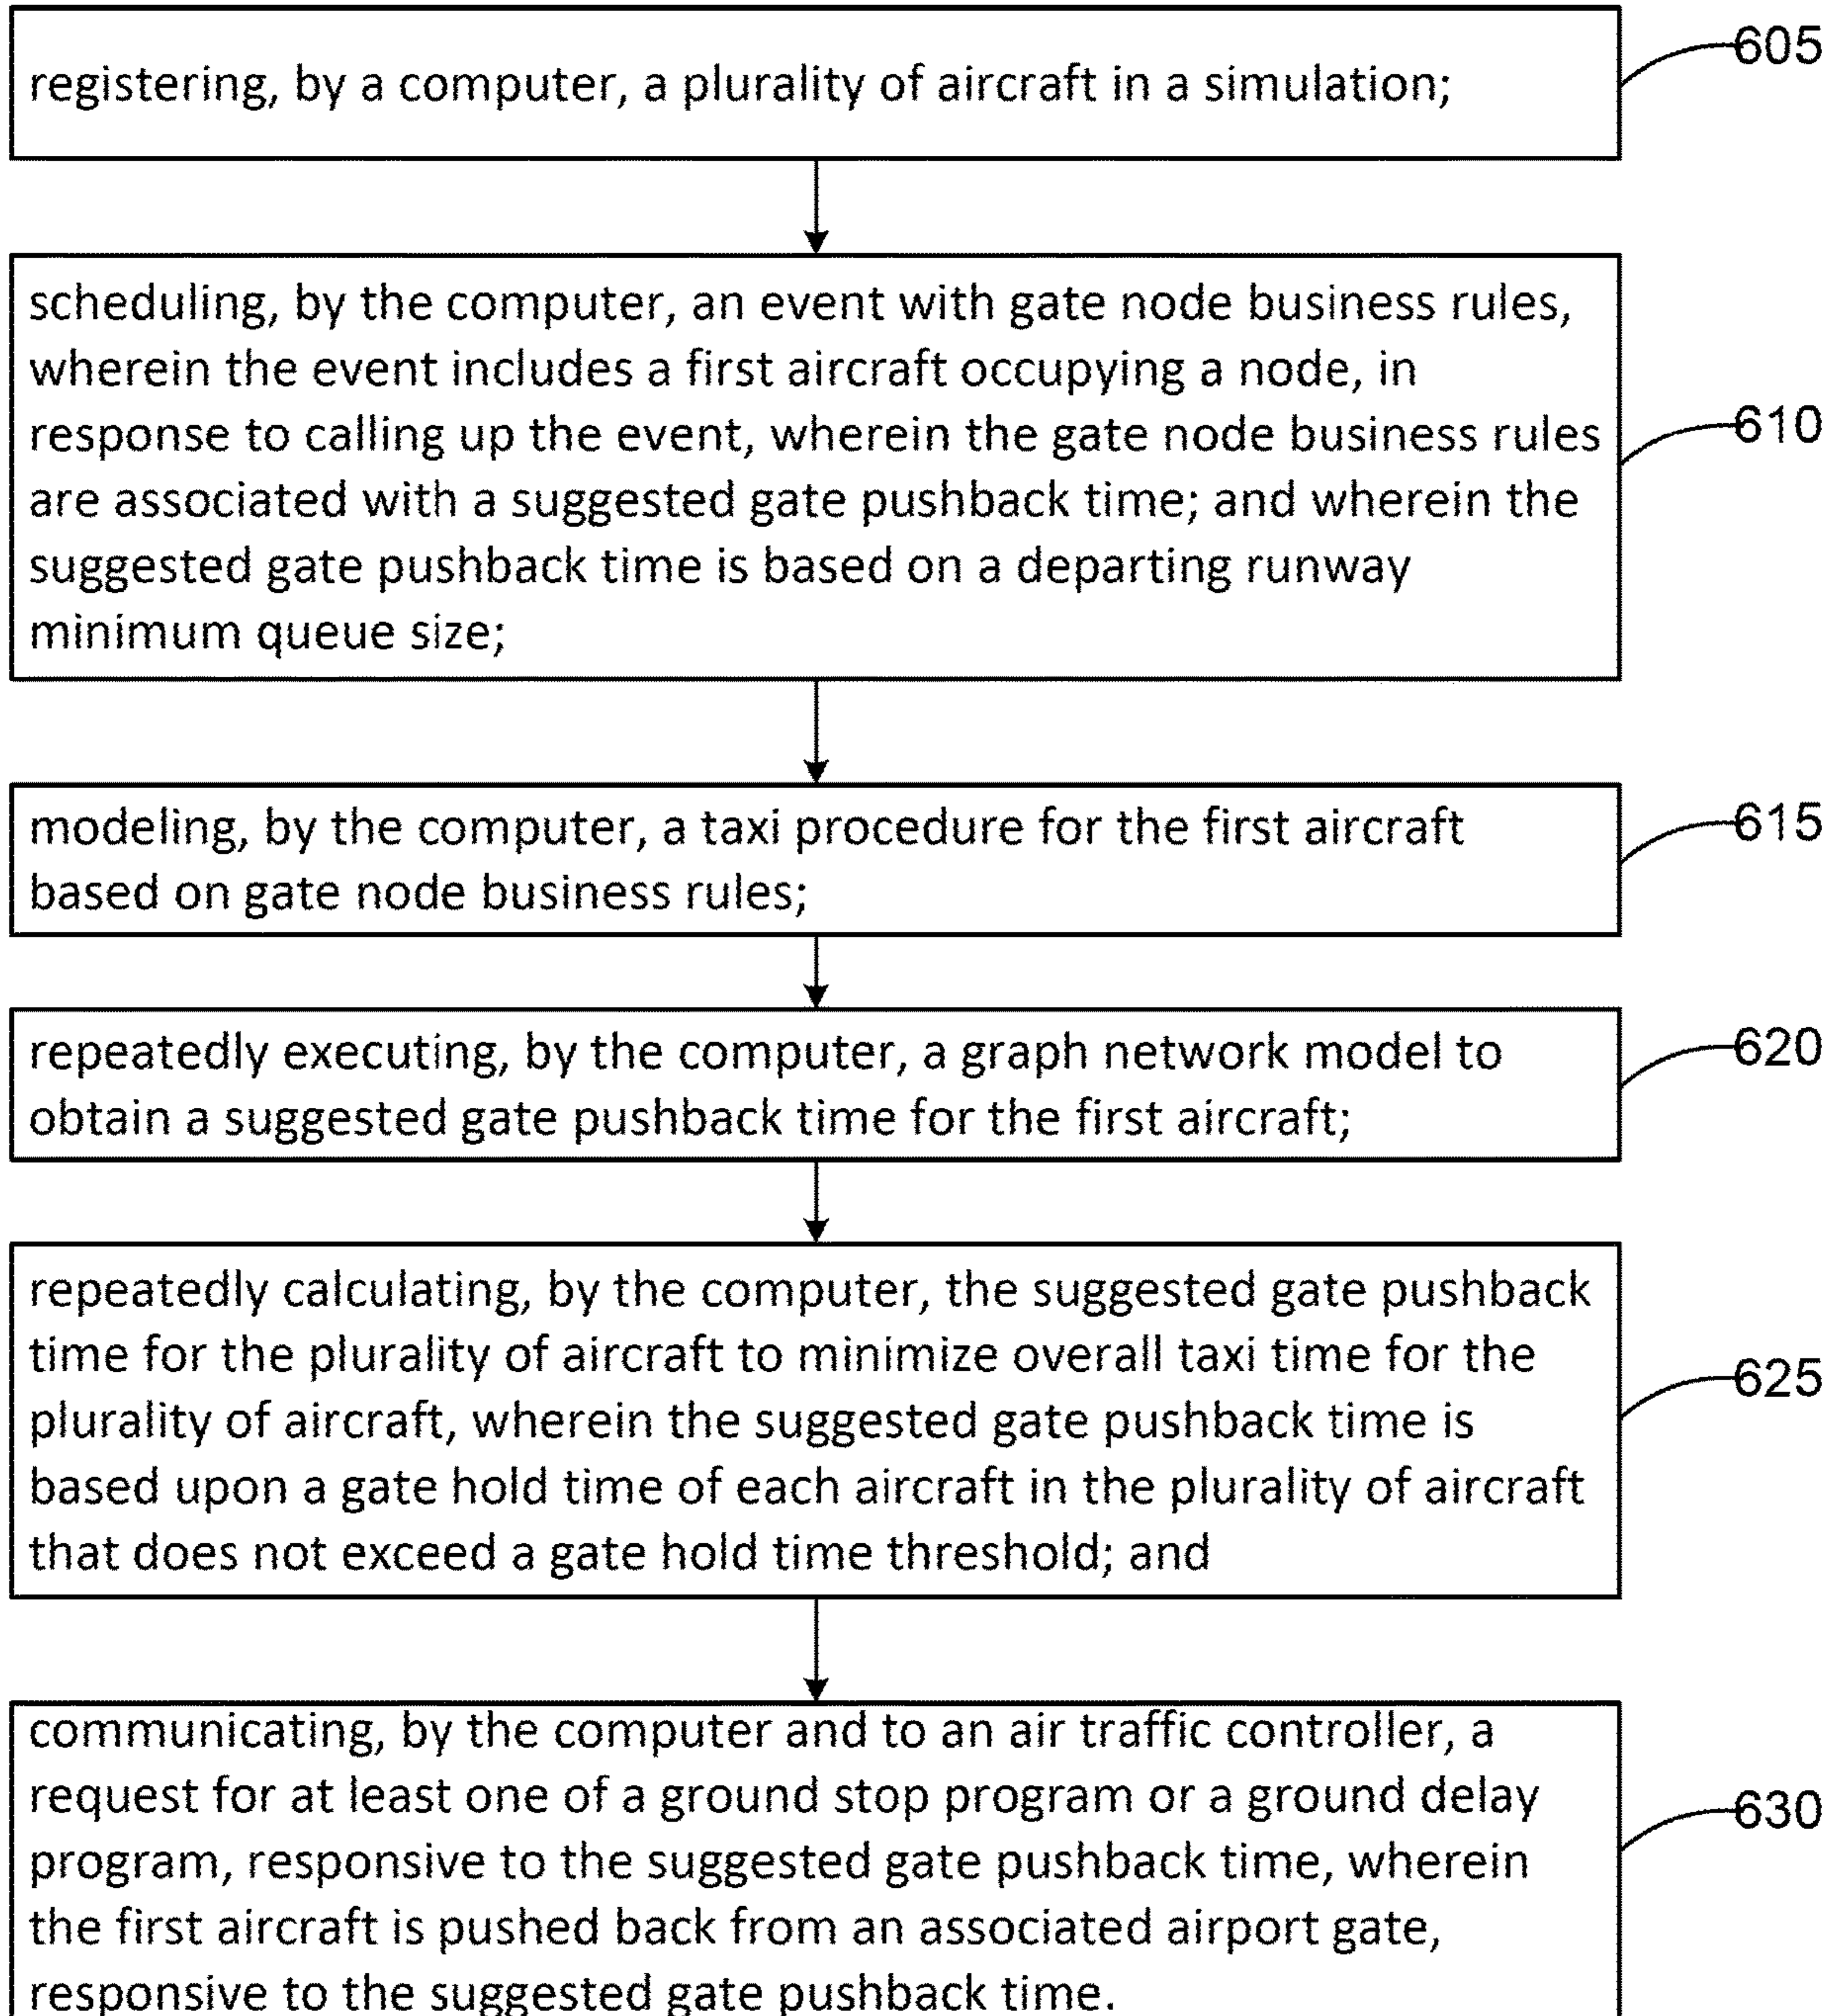 registering, by a computer, a plurality of aircraft in a simulation;
605
scheduling, by the computer, an event with gate node business rules,
wherein the event includes a first aircraft occupying a node, in
response to calling up the event, wherein the gate node business rules
are associated with a suggested gate pushback time; and wherein the
suggested gate pushback time is based on a departing runway
minimum queue size;
610
modeling, by the computer, a taxi procedure for the first aircraft
based on gate node business rules;
615
repeatedly executing, by the computer, a graph network model to
obtain a suggested gate pushback time for the first aircraft;
620
repeatedly calculating, by the computer, the suggested gate pushback
time for the plurality of aircraft to minimize overall taxi time for the
plurality of aircraft, wherein the suggested gate pushback time is
based upon a gate hold time of each aircraft in the plurality of aircraft
that does not exceed a gate hold time threshold; and
625
communicating, by the computer and to an air traffic controller, a
request for at least one of a ground stop program or a ground delay
program, responsive to the suggested gate pushback time, wherein
the first aircraft is pushed back from an associated airport gate,
responsive to the suggested gate pushback time.
630